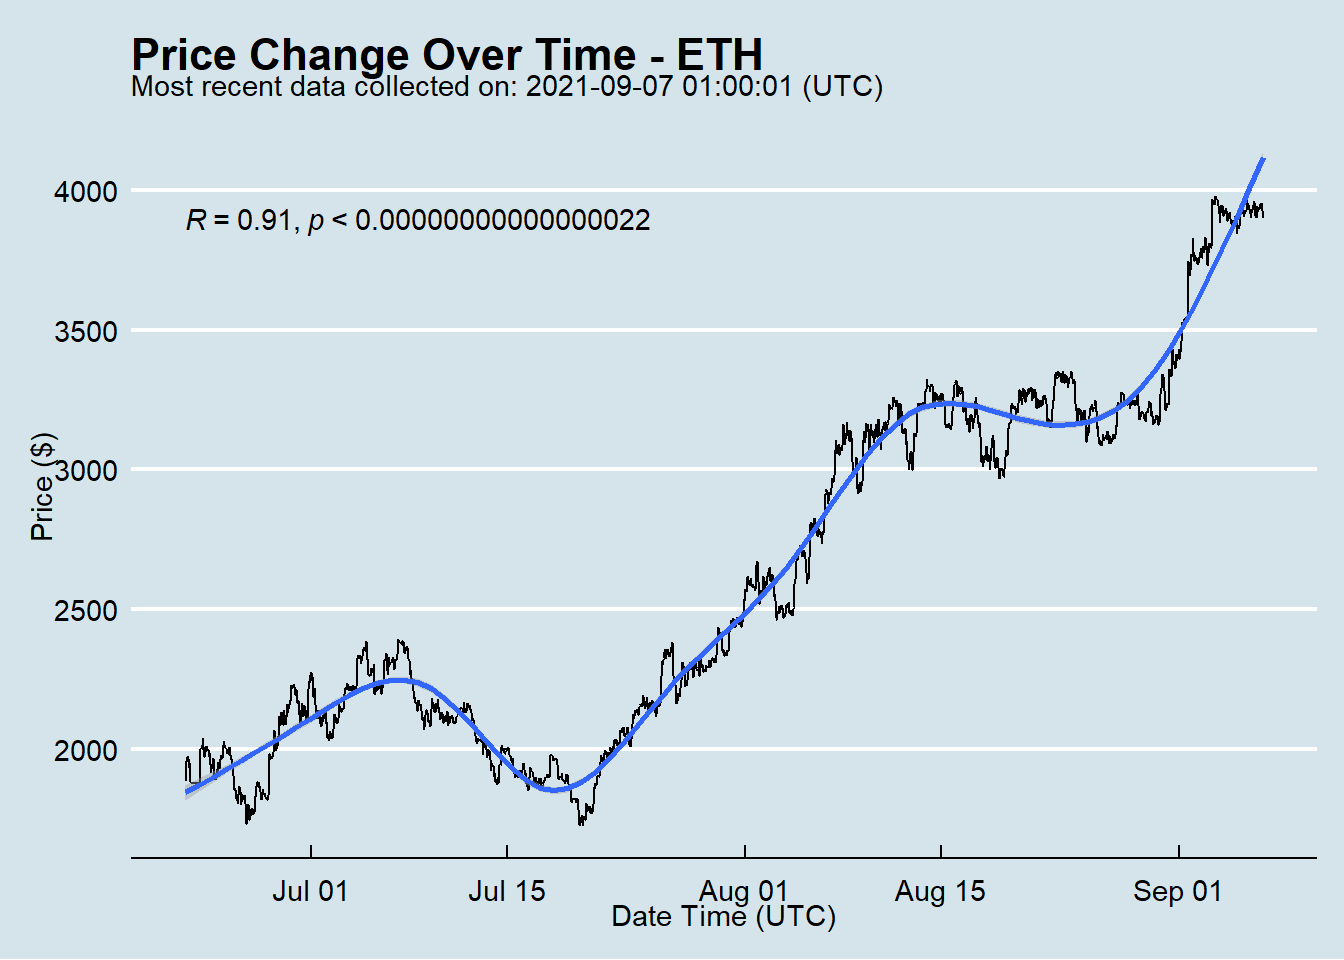 Price Change Over Time - ETH
Most recent data collected on: 2021-09-07 01:00:01 (UTC)
R = 0.91, p < 0.00000000000000022
Price ($)
4000
3500
3000
2500
2000
Jul 01
Jul 15
Aug 01
Aug 15
Sep 01
Date Time (UTC)